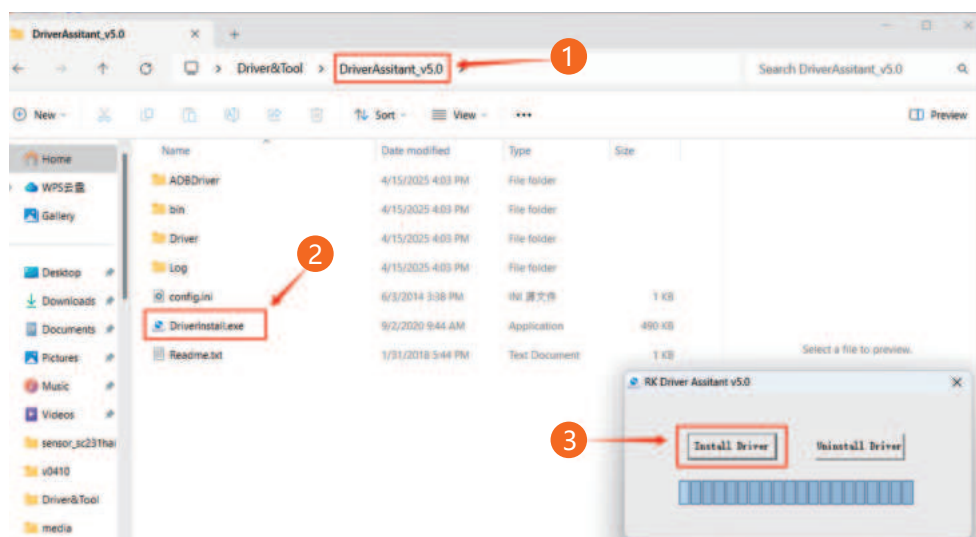 DriverAssitant_v5.0
Driver&Tool > DriverAssitant_v5.0
1
Search DriverAssitant_v5.0
New
Sort
View
Preview
Home
WPS云盘
Gallery
Desktop
Downloads
Documents
Pictures
Music
Videos
v0410
Driver&Tool
media
Name Date modified Type Size
ADBDriver 4/15/2025 4:03 PM File folder
bin 4/15/2025 4:03 PM File folder
Driver 4/15/2025 4:03 PM File folder
2
Log 4/15/2025 4:03 PM File folder
config.ini 6/3/2014 3:38 PM INI 源文件 1 KB
DriverInstall.exe 9/2/2020 9:44 AM Application 490 KB
Readme.txt 1/31/2018 5:44 PM Text Document 1 KB
Select a file to preview.
RK Driver Assitant v5.0
3
Install Driver
Uninstall Driver